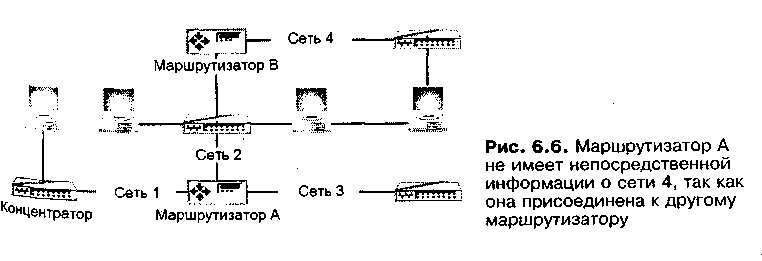 Сеть 4
Маршрутизатор В
Сеть 2
Сеть 1
Сеть 3
Концентратор
Маршрутизатор А
Рис. 6.6. Маршрутизатор А
не имеет непосредственной
информации о сети 4, так как
она присоединена к другому
маршрутизатору